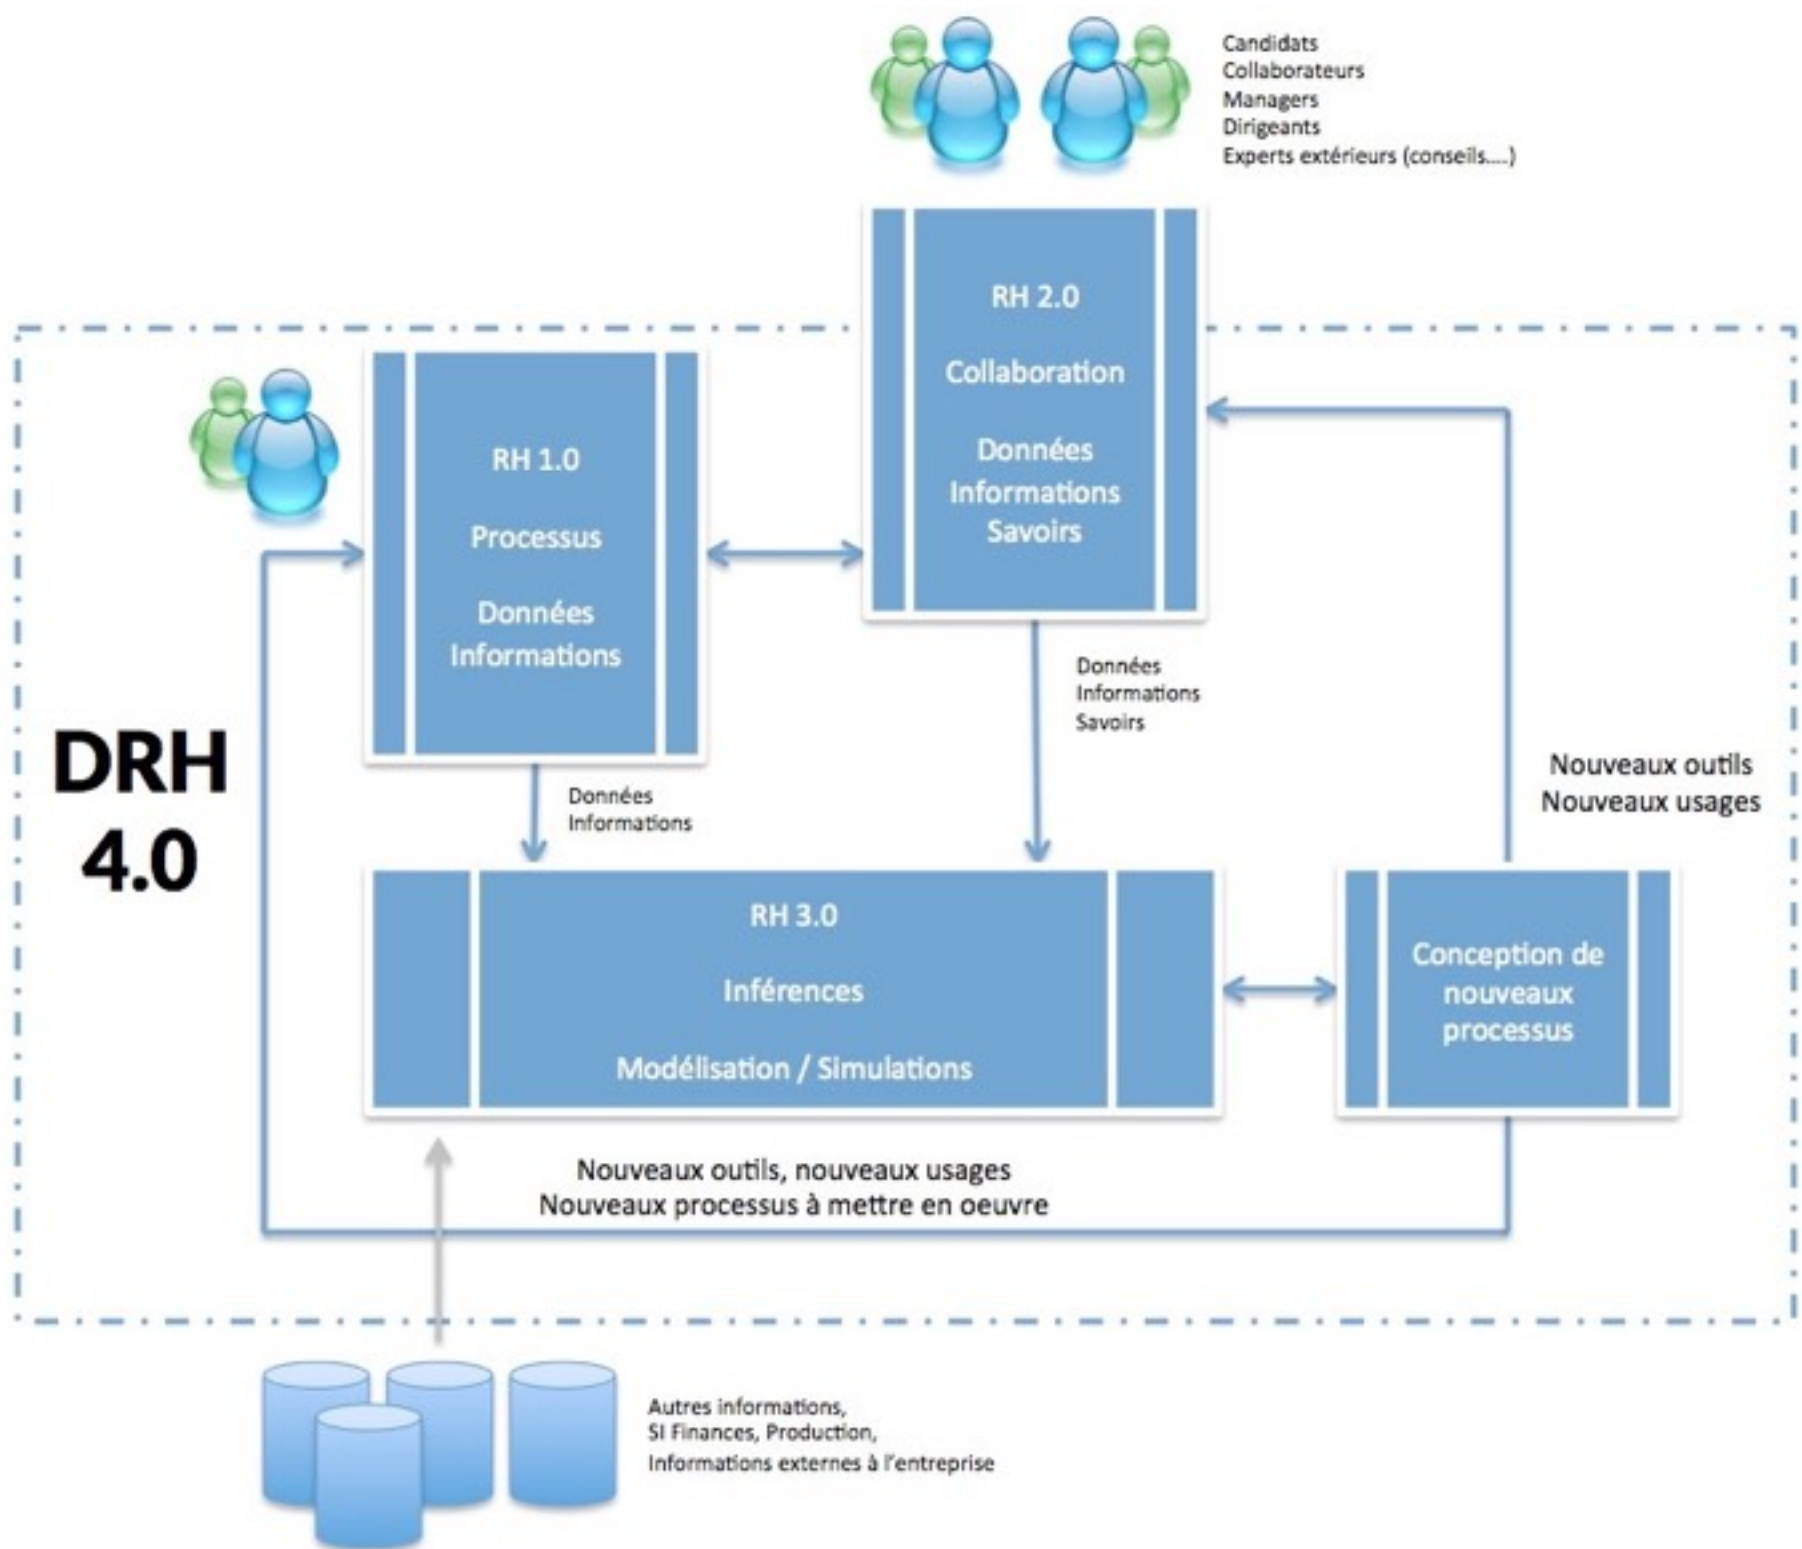 Candidats
Collaborateurs
Managers
Dirigeants
Experts extérieurs (conseils....)
RH 2.0
Collaboration
Données
Informations
Savoirs
RH 1.0
Processus
Données
Informations
Données
Informations
Savoirs
DRH
4.0
Données
Informations
Nouveaux outils
Nouveaux usages
RH 3.0
Inférences
Modélisation / Simulations
Conception de
nouveaux
processus
Nouveaux outils, nouveaux usages
Nouveaux processus à mettre en oeuvre
Autres informations,
SI Finances, Production,
Informations externes à l'entreprise